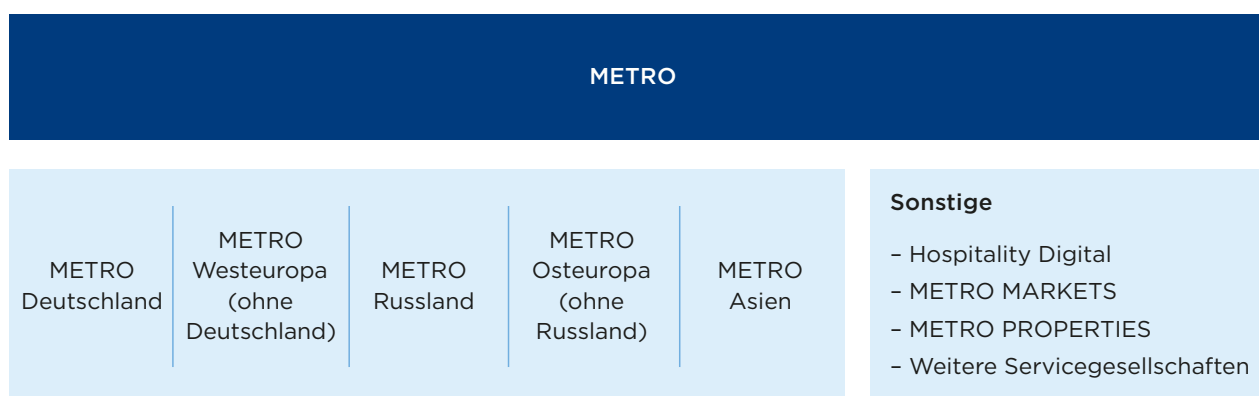 METRO
METRO
Deutschland
METRO
Westeuropa
(ohne
Deutschland)
METRO
Russland
METRO
Osteuropa
(ohne
Russland)
METRO
Asien
Sonstige
– Hospitality Digital
– METRO MARKETS
– METRO PROPERTIES
– Weitere Servicegesellschaften